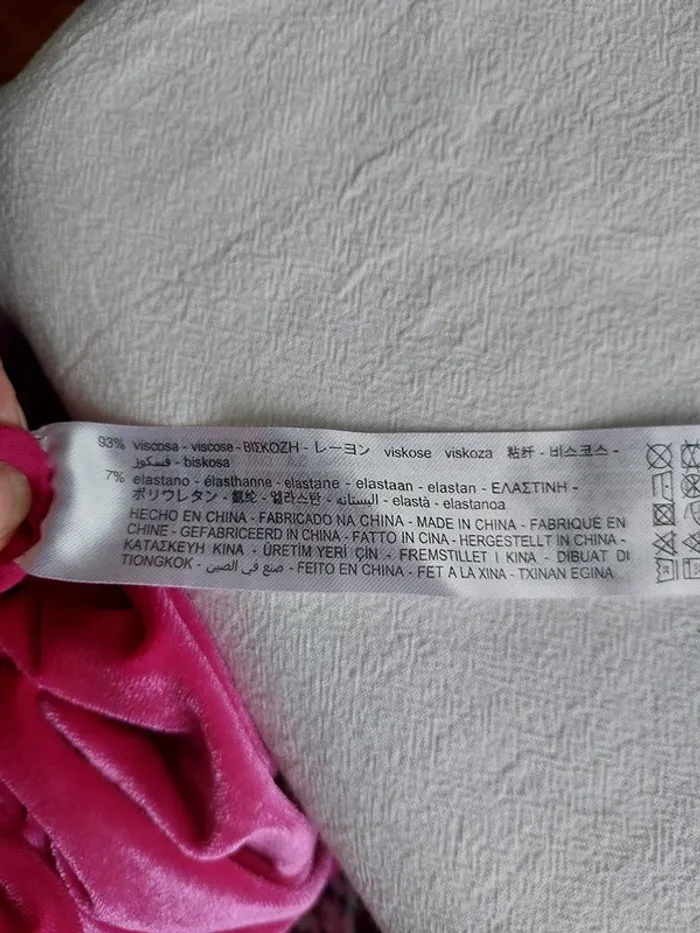 93% viscosa - viscose - ΒΙΣΚΟΖΗ - レーヨン viskose viskoza 粘纤 - 비스코스 -
فسكوز - biskosa
7% elastano - élasthanne - elastane - elastaan - elastan - ΕΛΑΣΤΙΝΗ -
ポリウレタン - 氨纶 - 엘라스탄 - البستانه - elastà - elastanoa
HECHO EN CHINA - FABRICADO NA CHINA - MADE IN CHINA - FABRIQUÉ EN
CHINE - GEFABRICEERD IN CHINA - FATTO IN CINA - HERGESTELLT IN CHINA -
ΚΑΤΑΣΚΕΥΗ ΚΙΝΑ - ÜRETİM YERİ ÇİN - FREMSTILLET I KINA - DIBUAT DI
TIONGKOK - صنع في الصين - FEITO EN CHINA - FET A LA XINA - TXINAN EGINA